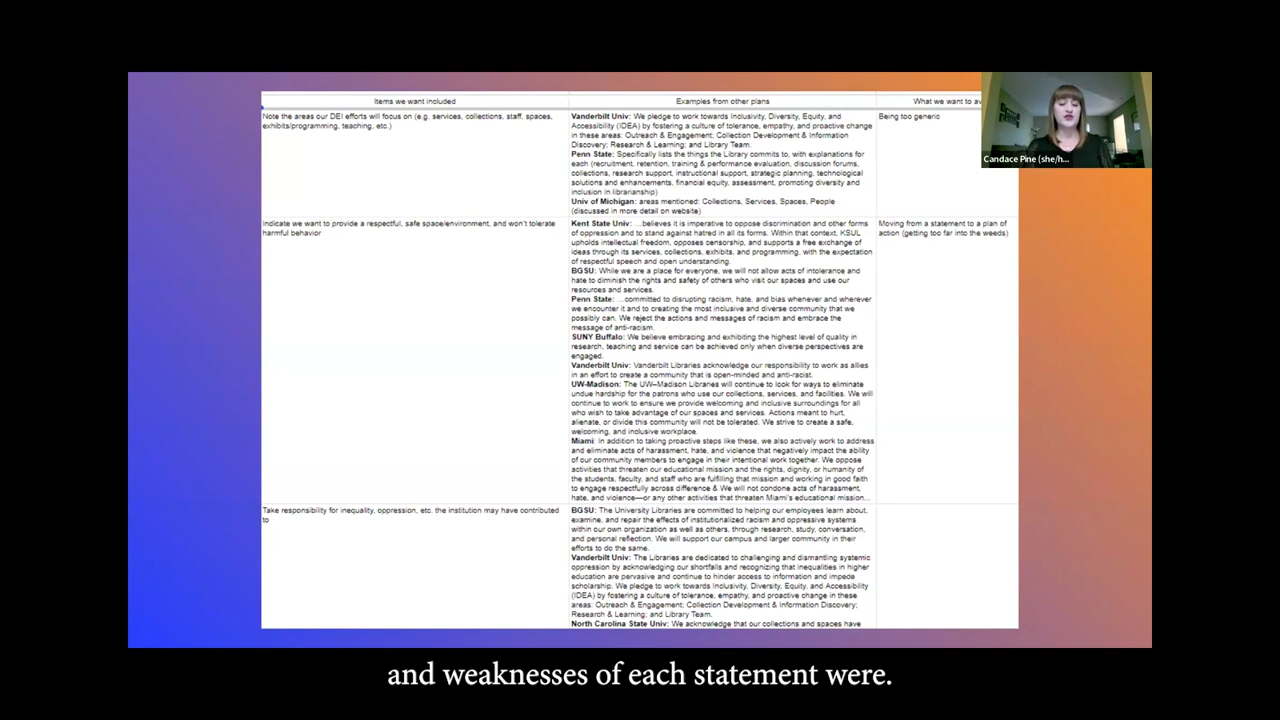 Items we want included
Examples from other plans
What we want to av
Note the areas our DEI efforts will focus on (e.g. services, collections, staff, spaces,
exhibits/programming, teaching, etc.)
Vanderbilt Univ: We pledge to work towards Inclusivity, Diversity, Equity, and
Accessibility (IDEA) by fostering a culture of tolerance, empathy, and proactive change
in these areas: Outreach & Engagement; Collection Development & Information
Discovery; Research & Learning; and Library Team.
Penn State: Specifically lists the things the Library commits to, with explanations for
each (recruitment, retention, training & performance evaluation, discussion forums,
collections, research support, instructional support, strategic planning, technological
solutions and enhancements, financial equity, assessment, promoting diversity and
inclusion in librarianship)
Univ of Michigan: areas mentioned: Collections, Services, Spaces, People
(discussed in more detail on website)
Being too generic
Candace Pine (she/h...
Indicate we want to provide a respectful, safe space/environment, and won't tolerate
harmful behavior
Kent State Univ: ...believes it is imperative to oppose discrimination and other forms
of oppression and to stand against hatred in all its forms. Within that context, KSUL
upholds intellectual freedom, opposes censorship, and supports a free exchange of
ideas through its services, collections, exhibits, and programming, with the expectation
of respectful speech and open understanding.
BGSU: While we are a place for everyone, we will not allow acts of intolerance and
hate to diminish the rights and safety of others who visit our spaces and use our
resources and services.
Penn State: ...committed to disrupting racism, hate, and bias whenever and wherever
we encounter it and to creating the most inclusive and diverse community that we
possibly can. We reject the actions and messages of racism and embrace the
message of anti-racism.
SUNY Buffalo: We believe embracing and exhibiting the highest level of quality in
research, teaching and service can be achieved only when diverse perspectives are
engaged.
Vanderbilt Univ: Vanderbilt Libraries acknowledge our responsibility to work as allies
in an effort to create a community that is open-minded and anti-racist.
UW-Madison: The UW–Madison Libraries will continue to look for ways to eliminate
undue hardship for the patrons who use our collections, services, and facilities. We will
continue to work to ensure we provide welcoming and inclusive surroundings for all
who wish to take advantage of our spaces and services. Actions meant to hurt,
alienate, or divide this community will not be tolerated. We strive to create a safe,
welcoming, and inclusive workplace.
Miami: In addition to taking proactive steps like these, we also actively work to address
and eliminate acts of harassment, hate, and violence that negatively impact the ability
of our community members to engage in their intentional work together. We oppose
activities that threaten our educational mission and the rights, dignity, or humanity of
the students, faculty, and staff who are fulfilling that mission and working in good faith
to engage respectfully across difference & We will not condone acts of harassment,
hate, and violence—or any other activities that threaten Miami's educational mission...
Moving from a statement to a plan of
action (getting too far into the weeds)
Take responsibility for inequality, oppression, etc. the institution may have contributed
to
BGSU: The University Libraries are committed to helping our employees learn about,
examine, and repair the effects of institutionalized racism and oppressive systems
within our own organization as well as others, through research, study, conversation,
and personal reflection. We will support our campus and larger community in their
efforts to do the same.
Vanderbilt Univ: The Libraries are dedicated to challenging and dismantling systemic
oppression by acknowledging our shortfalls and recognizing that inequalities in higher
education are pervasive and continue to hinder access to information and impede
scholarship. We pledge to work towards Inclusivity, Diversity, Equity, and Accessibility
(IDEA) by fostering a culture of tolerance, empathy, and proactive change in these
areas: Outreach & Engagement; Collection Development & Information Discovery;
Research & Learning; and Library Team.
North Carolina State Univ: We acknowledge that our collections and spaces have
and weaknesses of each statement were.